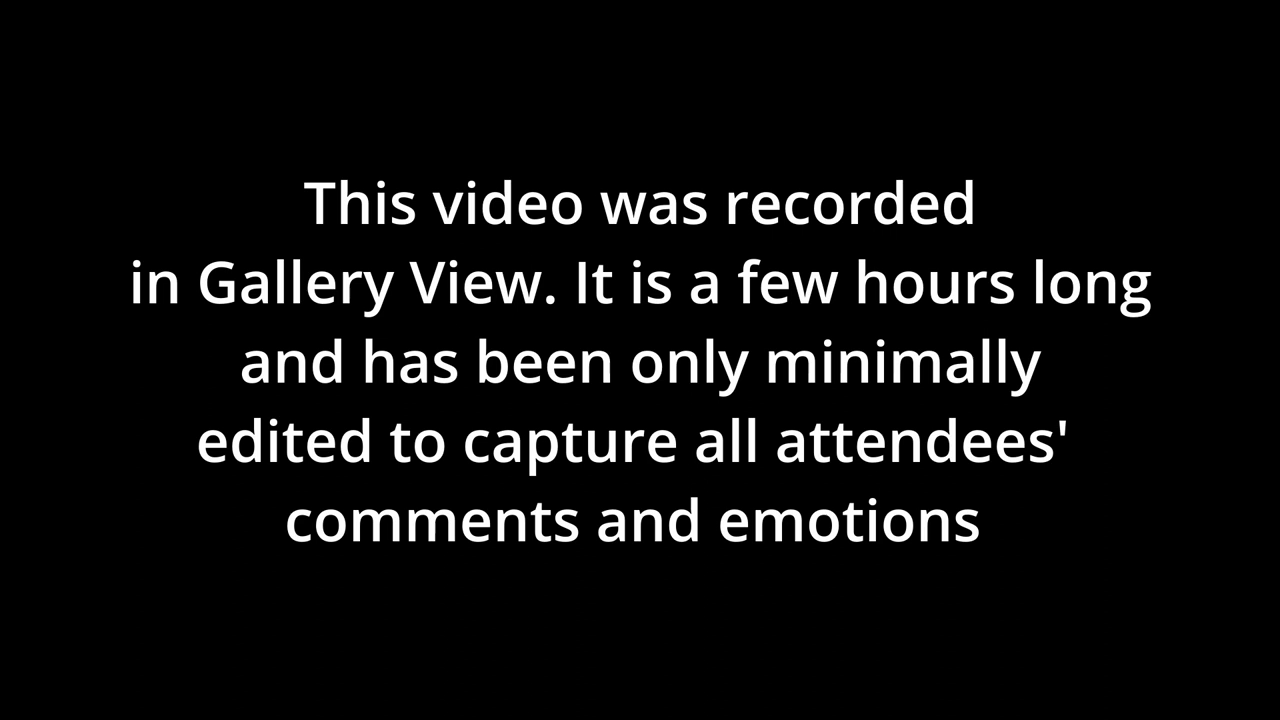 This video was recorded
in Gallery View. It is a few hours long
and has been only minimally
edited to capture all attendees'
comments and emotions